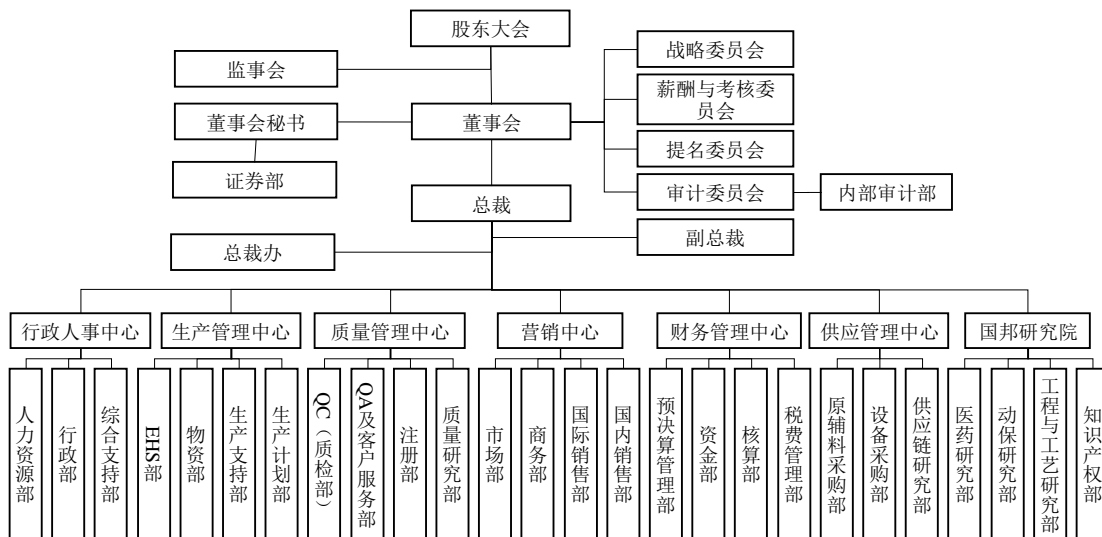 股东大会
监事会
战略委员会
薪酬与考核委
员会
董事会秘书
董事会
提名委员会
证券部
审计委员会
内部审计部
总裁
副总裁
总裁办
行政人事中心
生产管理中心
质量管理中心
营销中心
财务管理中心
供应管理中心
国邦研究院
人力资源部
行政部
综合支持部
EHS部
物资部
生产支持部
生产计划部
QC（质检部）
QA及客户服务部
注册部
质量研究部
市场部
商务部
国际销售部
国内销售部
预决算管理部
资金部
核算部
税费管理部
原辅料采购部
设备采购部
供应链研究部
医药研究部
动保研究部
工程与工艺研究部
知识产权部